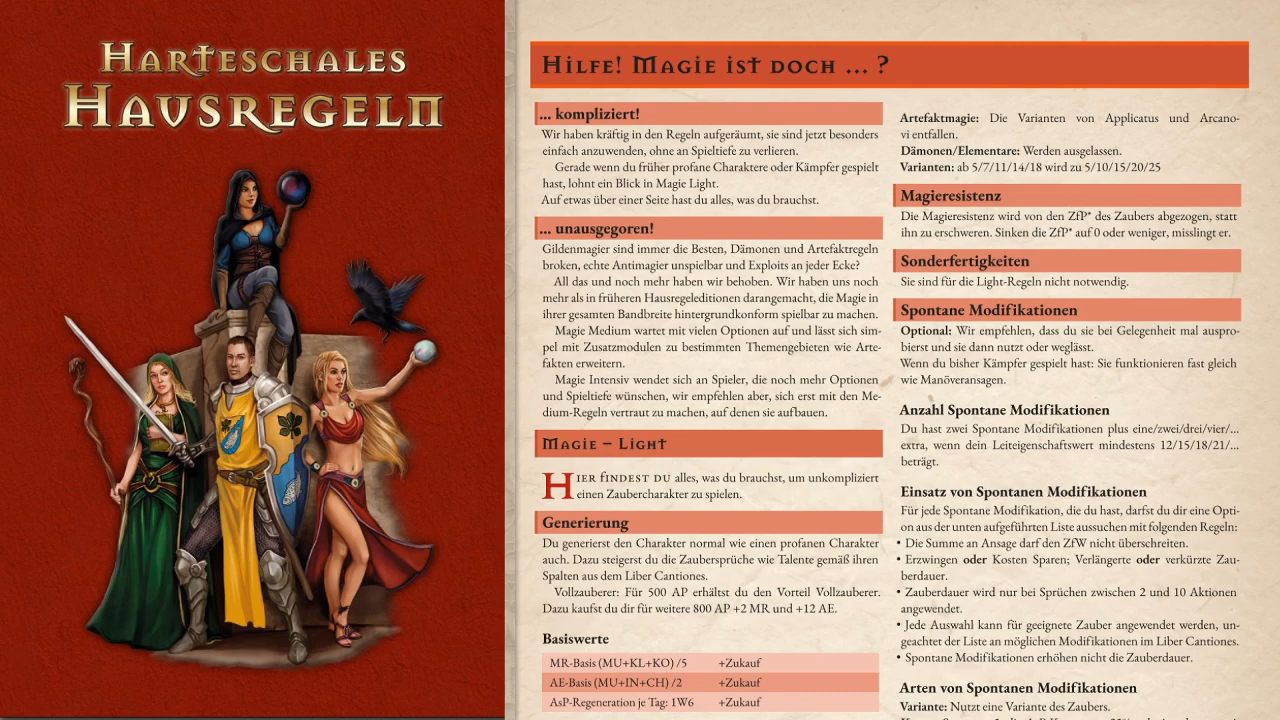 Harteschales
Hausregeln
Hilfe! Magie ist doch ... ?
... kompliziert!
Wir haben kräftig in den Regeln aufgeräumt, sie sind jetzt besonders
einfach anzuwenden, ohne an Spieltiefe zu verlieren.
Gerade wenn du früher profane Charaktere oder Kämpfer gespielt
hast, lohnt ein Blick in Magie Light.
Auf etwas über einer Seite hast du alles, was du brauchst.
... unausgegoren!
Gildenmagier sind immer die Besten, Dämonen und Artefaktregeln
broken, echte Antimagier unspielbar und Exploits an jeder Ecke?
All das und noch mehr haben wir behoben. Wir haben uns noch
mehr als in früheren Hausregeleditionen darangemacht, die Magie in
ihrer gesamten Bandbreite hintergrundkonform spielbar zu machen.
Magie Medium wartet mit vielen Optionen auf und lässt sich sim-
pel mit Zusatzmodulen zu bestimmten Themengebieten wie Arte-
fakten erweitern.
Magie Intensiv wendet sich an Spieler, die noch mehr Optionen
und Spieltiefe wünschen, wir empfehlen aber, sich erst mit den Me-
dium-Regeln vertraut zu machen, auf denen sie aufbauen.
Magie – Light
Hier findest du alles, was du brauchst, um unkompliziert
einen Zaubercharakter zu spielen.
Generierung
Du generierst den Charakter normal wie einen profanen Charakter
auch. Dazu steigerst du die Zaubersprüche wie Talente gemäß ihren
Spalten aus dem Liber Cantiones.
Vollzauberer: Für 500 AP erhältst du den Vorteil Vollzauberer.
Dazu kaufst du dir für weitere 800 AP +2 MR und +12 AE.
Basiswerte
MR-Basis (MU+KL+KO) /5 +Zukauf
AE-Basis (MU+IN+CH) /2 +Zukauf
AsP-Regeneration je Tag: 1W6 +Zukauf
Artefaktmagie: Die Varianten von Applicatus und Arcano-
vi entfallen.
Dämonen/Elementare: Werden ausgelassen.
Varianten: ab 5/7/11/14/18 wird zu 5/10/15/20/25
Magieresistenz
Die Magieresistenz wird von den ZfP* des Zaubers abgezogen, statt
ihn zu erschweren. Sinken die ZfP* auf 0 oder weniger, misslingt er.
Sonderfertigkeiten
Sie sind für die Light-Regeln nicht notwendig.
Spontane Modifikationen
Optional: Wir empfehlen, dass du sie bei Gelegenheit mal auspro-
bierst und sie dann nutzt oder weglässt.
Wenn du bisher Kämpfer gespielt hast: Sie funktionieren fast gleich
wie Manöveransagen.
Anzahl Spontane Modifikationen
Du hast zwei Spontane Modifikationen plus eine/zwei/drei/vier/...
extra, wenn dein Leiteigenschaftswert mindestens 12/15/18/21/...
beträgt.
Einsatz von Spontanen Modifikationen
Für jede Spontane Modifikation, die du hast, darfst du dir eine Opti-
on aus der unten aufgeführten Liste aussuchen mit folgenden Regeln:
• Die Summe an Ansage darf den ZfW nicht überschreiten.
• Erzwingen oder Kosten Sparen; Verlängerte oder verkürzte Zau-
berdauer.
• Zauberdauer wird nur bei Sprüchen zwischen 2 und 10 Aktionen
angewendet.
• Jede Auswahl kann für geeignete Zauber angewendet werden, un-
geachtet der Liste an möglichen Modifikationen im Liber Cantiones.
• Spontane Modifikationen erhöhen nicht die Zauberdauer.
Arten von Spontanen Modifikationen
Variante: Nutzt eine Variante des Zaubers.